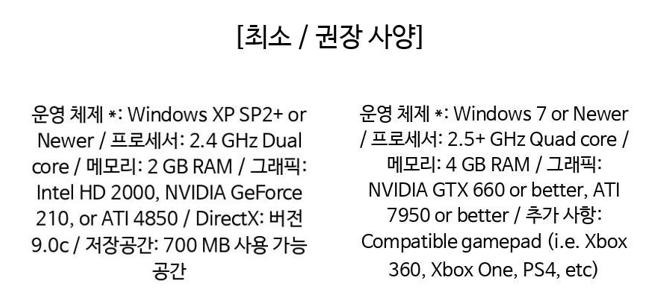 [최소 / 권장 사양]
운영 체제 *: Windows XP SP2+ or
Newer / 프로세서: 2.4 GHz Dual
core / 메모리: 2 GB RAM / 그래픽:
Intel HD 2000, NVIDIA GeForce
210, or ATI 4850 / DirectX: 버전
9.0c / 저장공간: 700 MB 사용 가능
공간
운영 체제 *: Windows 7 or Newer
/ 프로세서: 2.5+ GHz Quad core /
메모리: 4 GB RAM / 그래픽:
NVIDIA GTX 660 or better, ATI
7950 or better / 추가 사항:
Compatible gamepad (i.e. Xbox
360, Xbox One, PS4, etc)